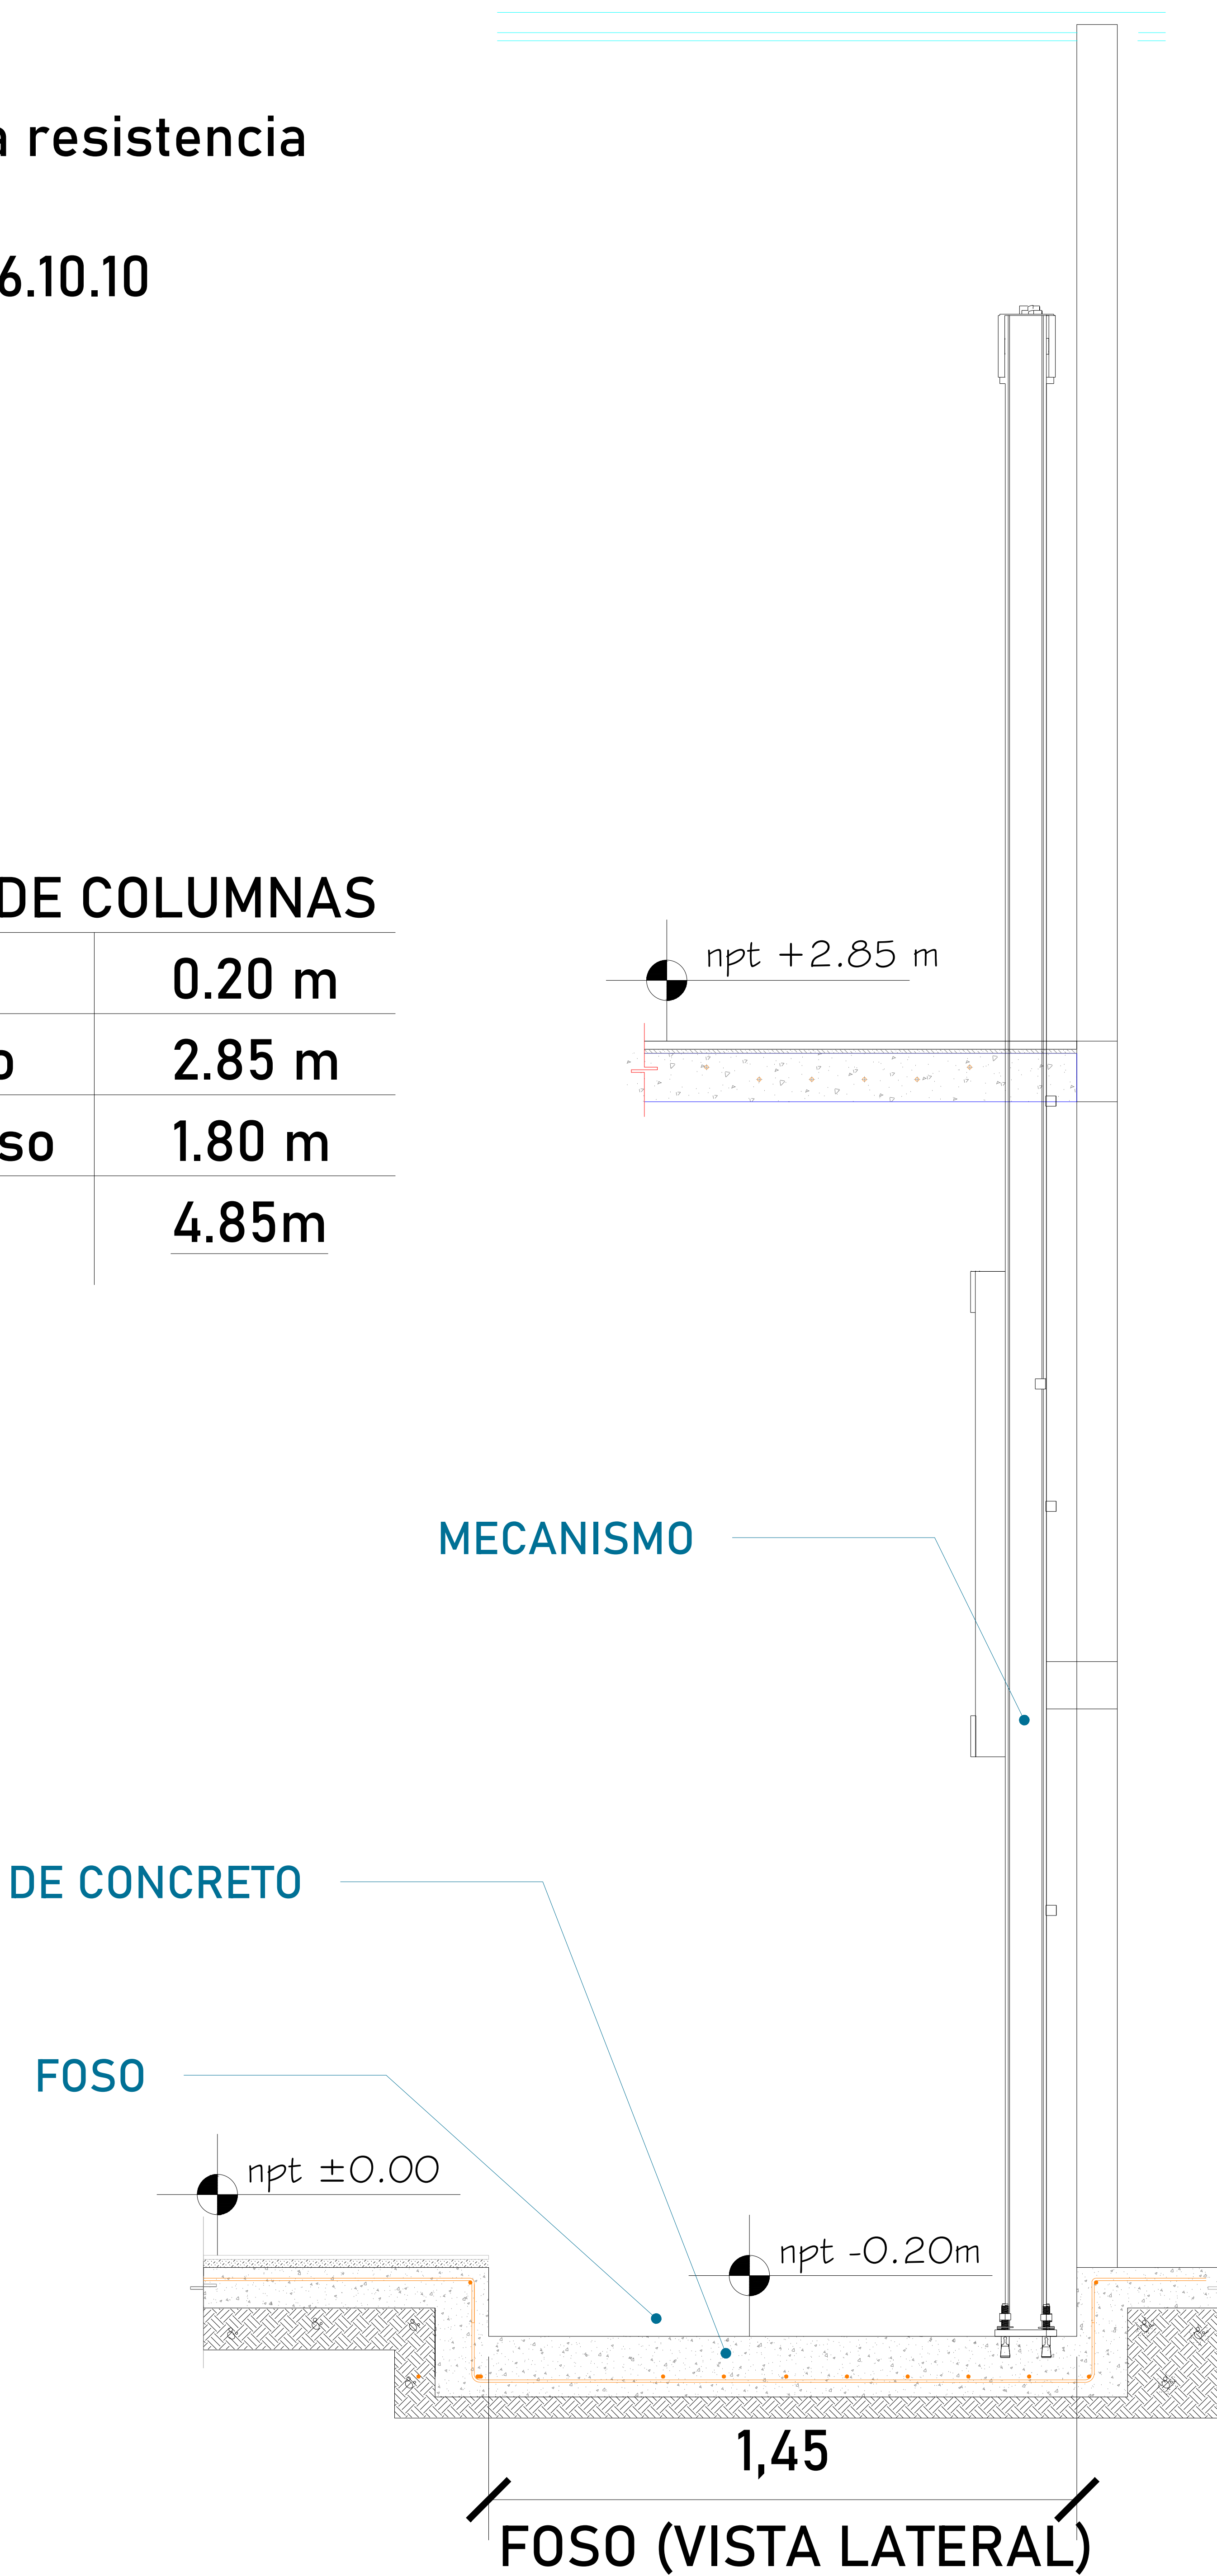 resistencia
6.10.10
DE COLUMNAS
0.20 m
npt +2.85 m
2.85 m
1.80 m
4.85m
MECANISMO
DE CONCRETO
FOSO
npt ±0.00
npt -0.20m
1,45
FOSO (VISTA LATERAL)